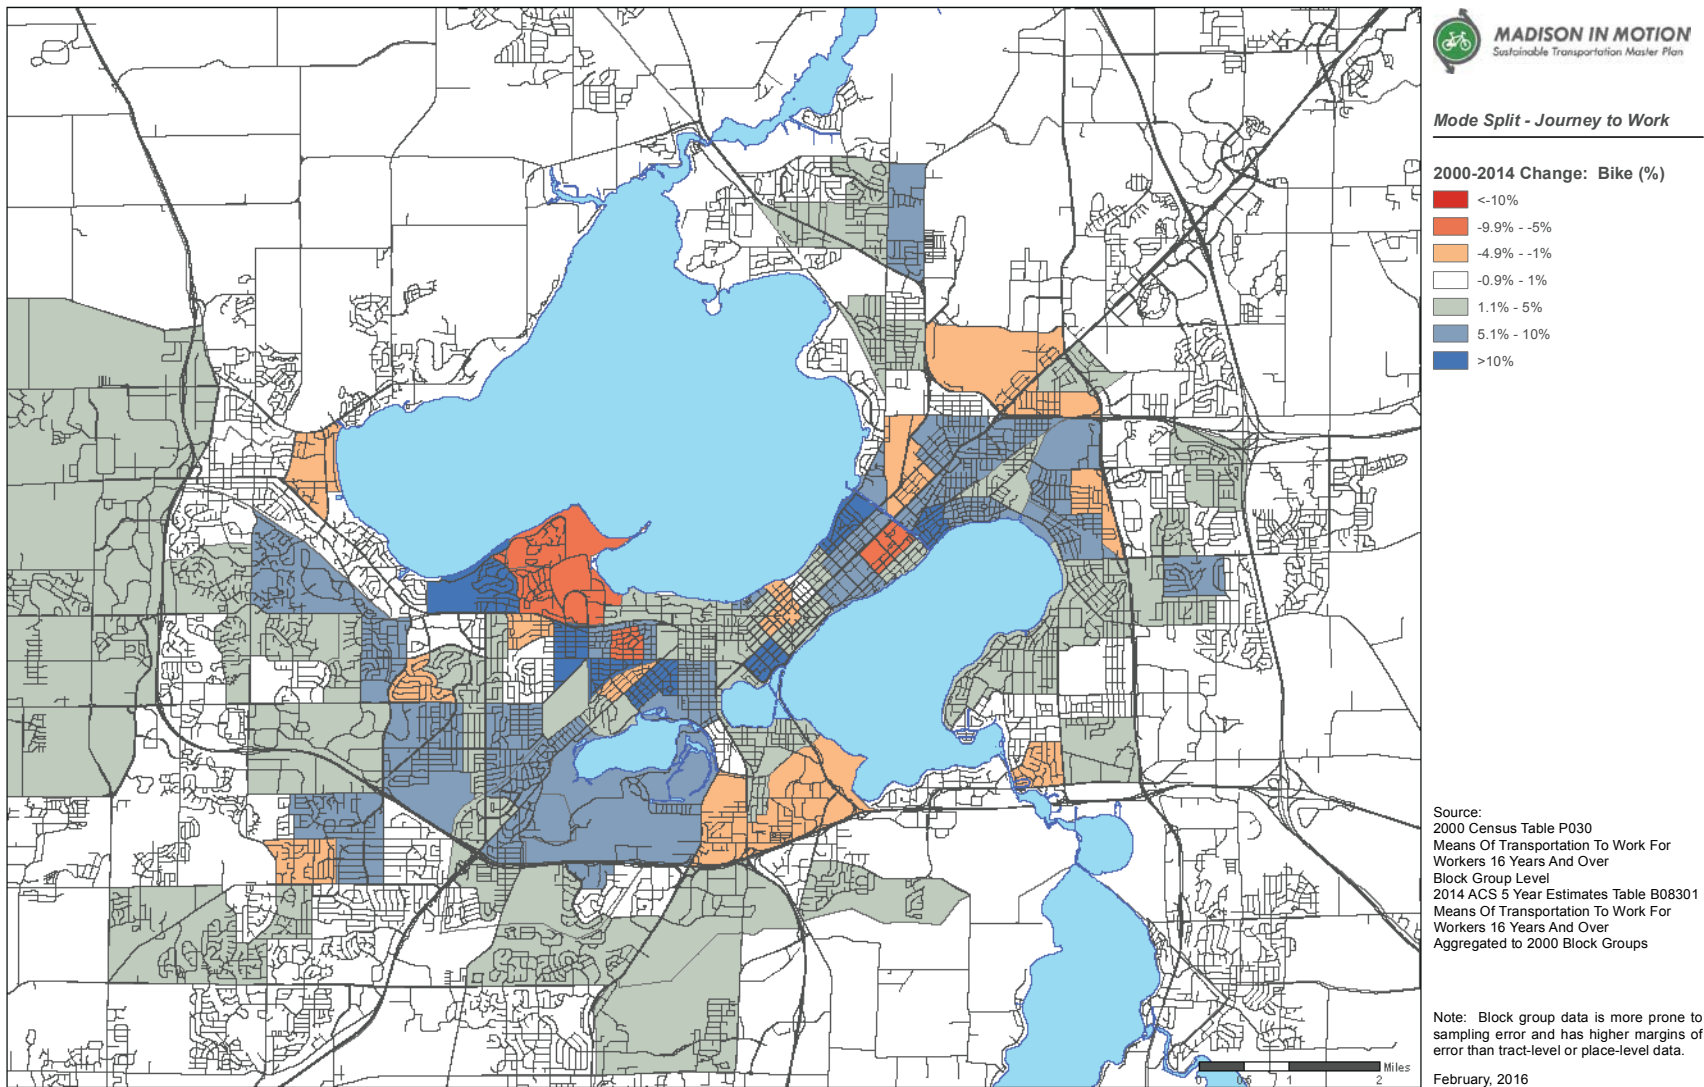 MADISON IN MOTION
Sustainable Transportation Master Plan
Mode Split - Journey to Work
2000-2014 Change: Bike (%)
<-10%
-9.9% - -5%
-4.9% - -1%
-0.9% - 1%
1.1% - 5%
5.1% - 10%
>10%
Source:
2000 Census Table P030
Means Of Transportation To Work For
Workers 16 Years And Over
Block Group Level
2014 ACS 5 Year Estimates Table B08301
Means Of Transportation To Work For
Workers 16 Years And Over
Aggregated to 2000 Block Groups
Note: Block group data is more prone to
sampling error and has higher margins of
error than tract-level or place-level data.
February, 2016
0 0.5 1 2 Miles